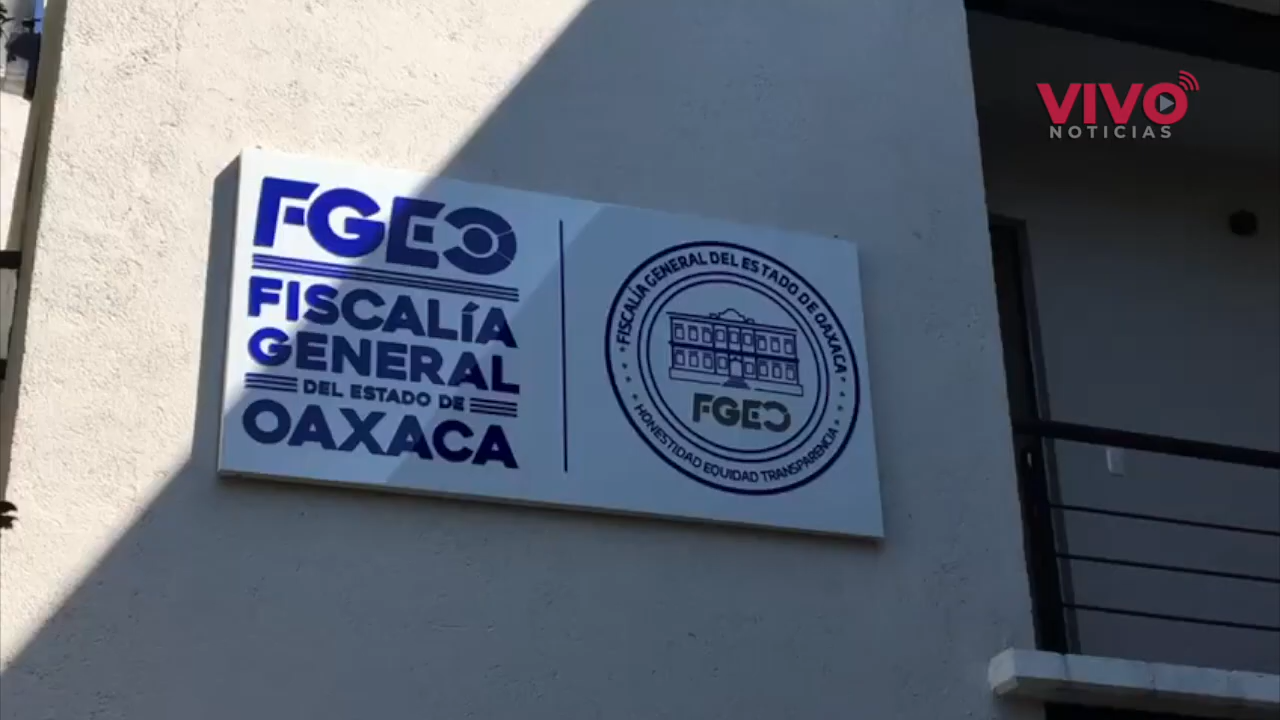 VIVO
NOTICIAS
FGEO
FISCALÍA
GENERAL
DEL ESTADO DE
OAXACA
FISCALÍA GENERAL DEL ESTADO DE OAXACA
FGEO
HONESTIDAD EQUIDAD TRANSPARENCIA